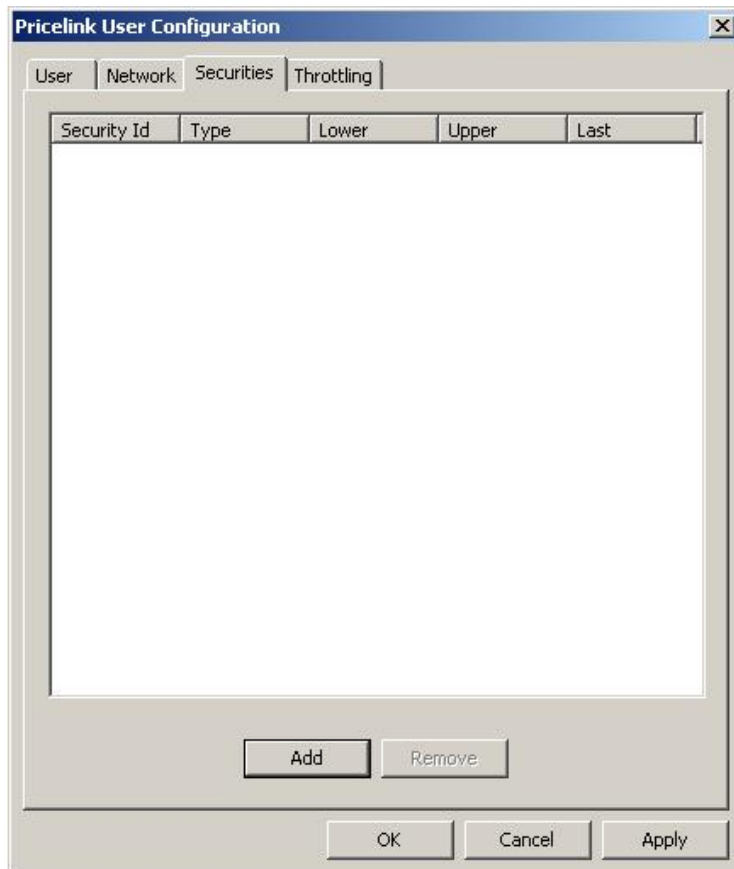 Pricelink User Configuration
User Network Securities Throttling
Security Id Type Lower Upper Last
Add Remove
OK Cancel Apply